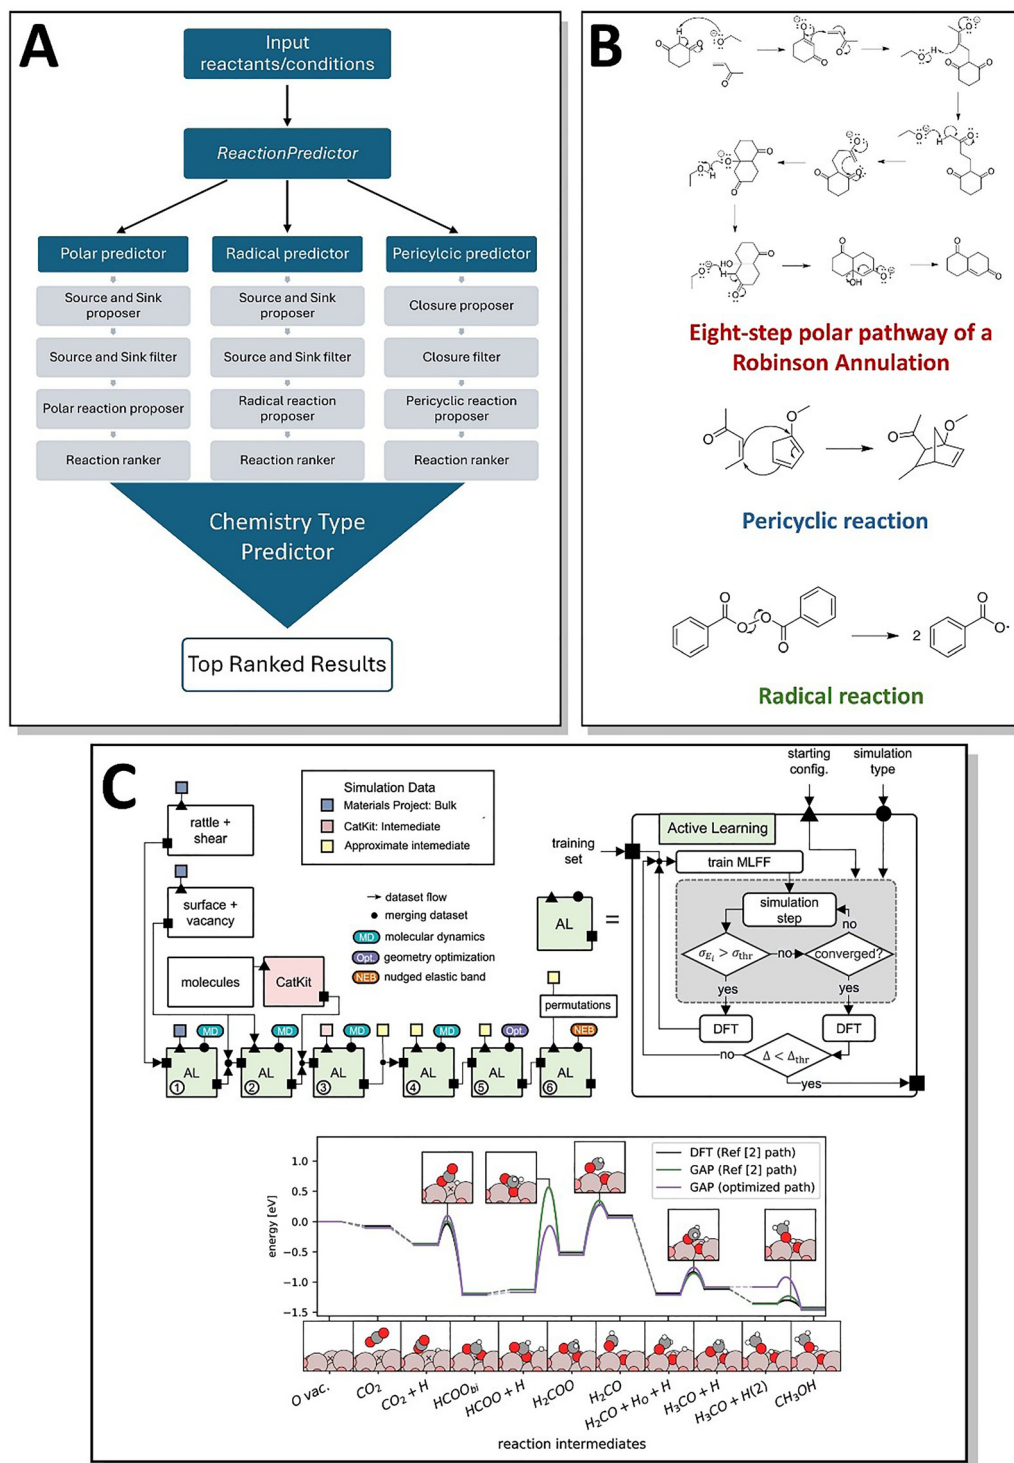 A
Input
reactants/conditions
ReactionPredictor
Polar predictor
Radical predictor
Pericylcic predictor
Source and Sink
proposer
Source and Sink
proposer
Closure proposer
Source and Sink filter
Source and Sink filter
Closure filter
Polar reaction proposer
Radical reaction
proposer
Pericyclic reaction
proposer
Reaction ranker
Reaction ranker
Reaction ranker
Chemistry Type
Predictor
Top Ranked Results
B
Eight-step polar pathway of a
Robinson Annulation
Pericyclic reaction
2
Radical reaction
C
rattle +
shear
surface +
vacancy
molecules
CatKit
Simulation Data
Materials Project: Bulk
CatKit: Intemediate
Approximate intemediate
dataset flow
merging dataset
MD molecular dynamics
Opt. geometry optimization
NEB nudged elastic band
permutations
MD
MD
MD
MD
Opt.
NEB
AL
AL
AL
AL
AL
AL
1
2
3
4
5
6
AL
=
starting
config.
simulation
type
Active Learning
training
set
train MLFF
simulation
step
no
σEi > σthr
no
converged?
yes
yes
DFT
DFT
no
Δ < Δthr
yes
DFT (Ref [2] path)
GAP (Ref [2] path)
GAP (optimized path)
energy [eV]
1.0
0.5
0.0
−0.5
−1.0
−1.5
O vac.
CO2
CO2 + H
HCOObi
HCOO + H
H2COO
H2CO
H2CO + HO + H
H3CO + H
H3CO + H(2)
CH3OH
reaction intermediates